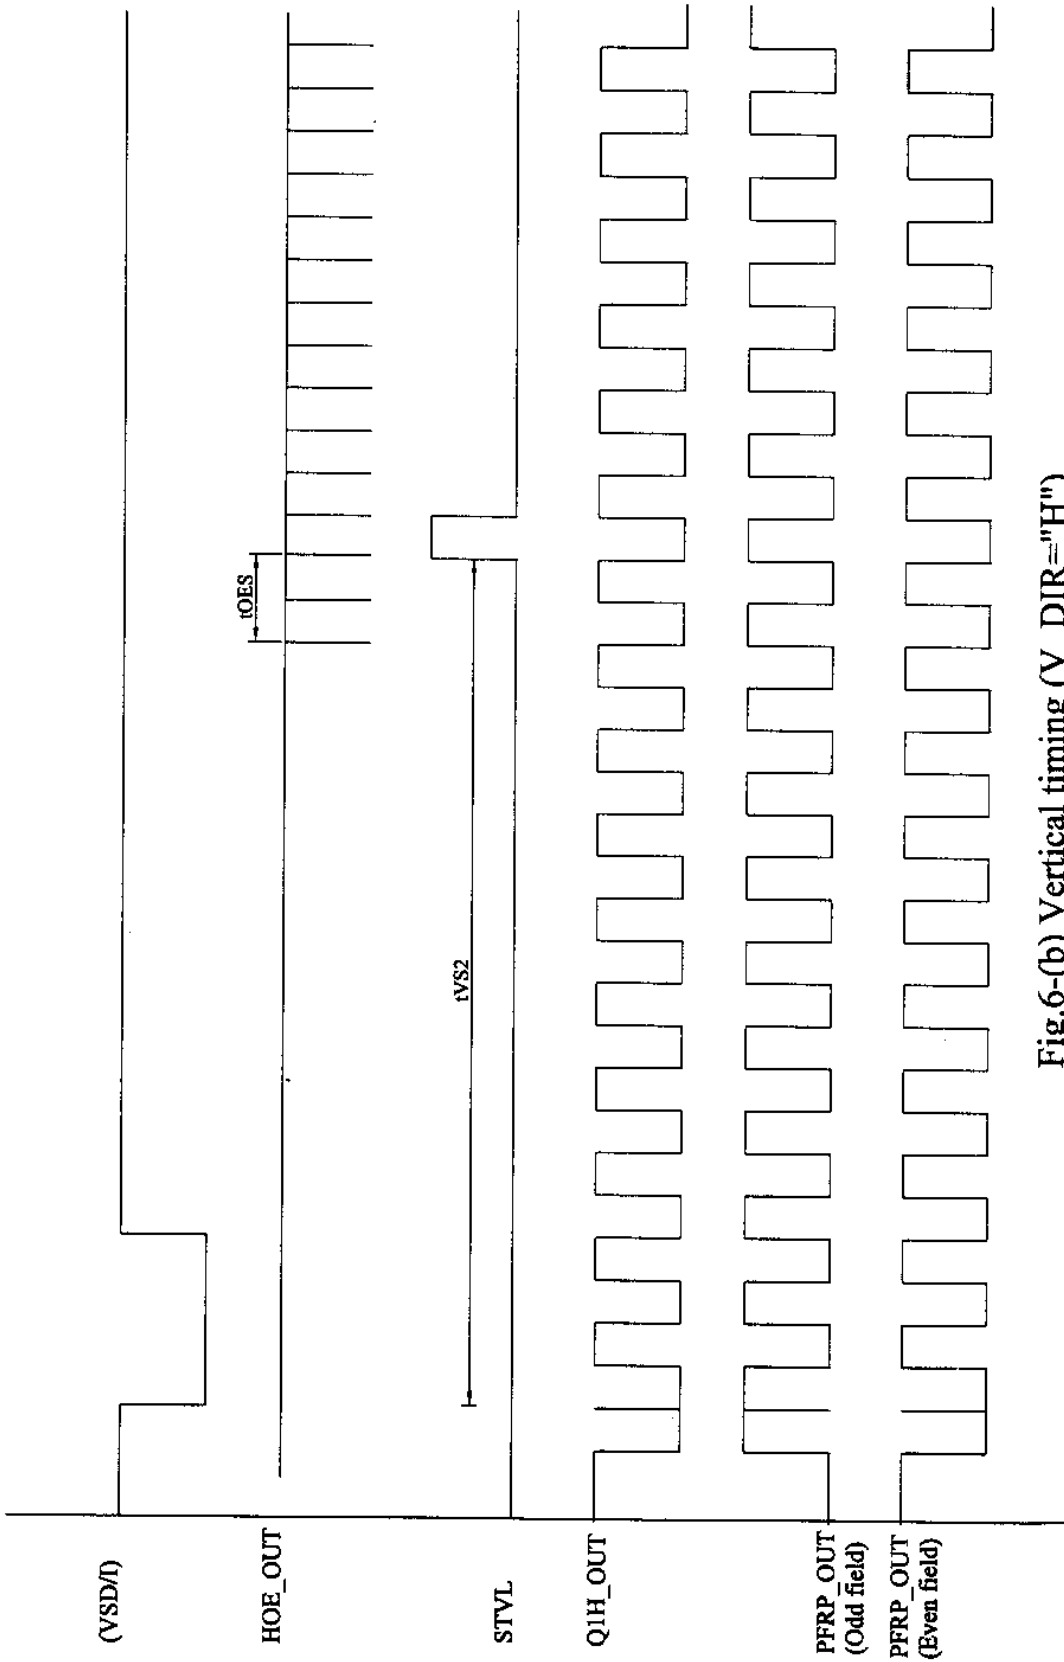 (VSD/I)
HOE_OUT
tOES
STVL
tVS2
Q1H_OUT
PFRP_OUT
(Odd field)
PFRP_OUT
(Even field)
Fig.6-(b) Vertical timing (V_DIR="H")